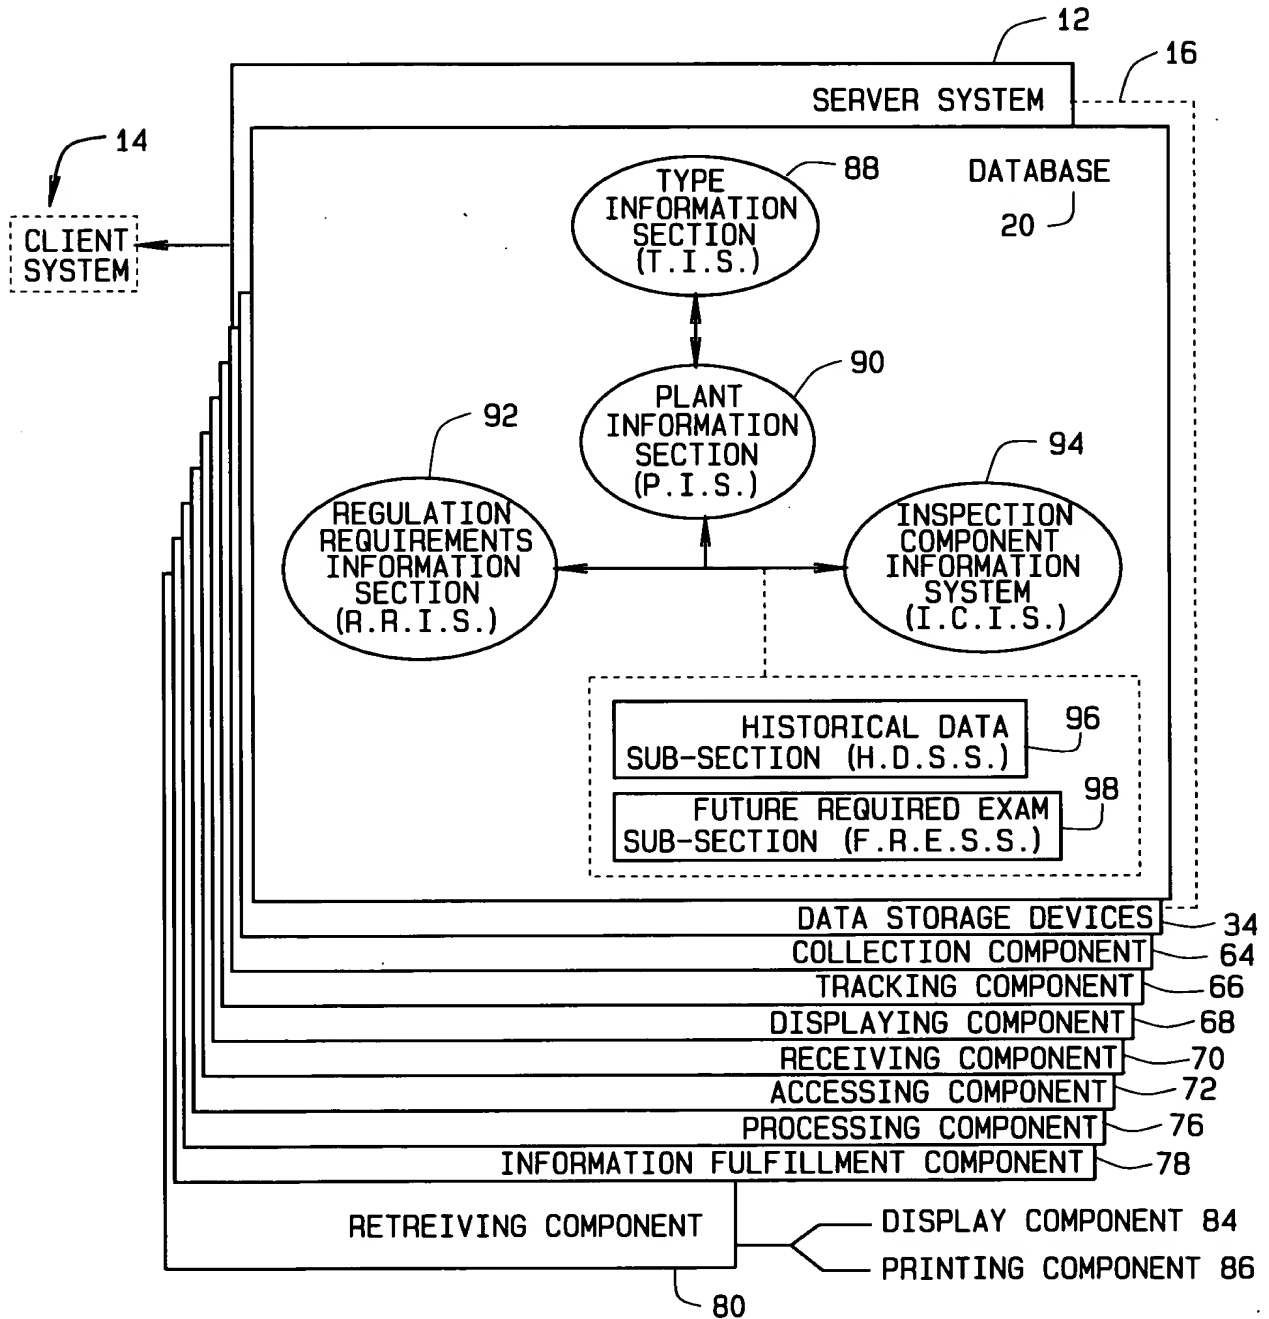 12
16
SERVER SYSTEM
14
CLIENT
SYSTEM
DATABASE
20
TYPE
INFORMATION
SECTION
(T.I.S.)
88
PLANT
INFORMATION
SECTION
(P.I.S.)
90
92
REGULATION
REQUIREMENTS
INFORMATION
SECTION
(R.R.I.S.)
94
INSPECTION
COMPONENT
INFORMATION
SYSTEM
(I.C.I.S.)
HISTORICAL DATA
SUB-SECTION (H.D.S.S.)
96
FUTURE REQUIRED EXAM
SUB-SECTION (F.R.E.S.S.)
98
DATA STORAGE DEVICES 34
COLLECTION COMPONENT 64
TRACKING COMPONENT 66
DISPLAYING COMPONENT 68
RECEIVING COMPONENT 70
ACCESSING COMPONENT 72
PROCESSING COMPONENT 76
INFORMATION FULFILLMENT COMPONENT 78
RETREIVING COMPONENT
80
DISPLAY COMPONENT 84
PRINTING COMPONENT 86